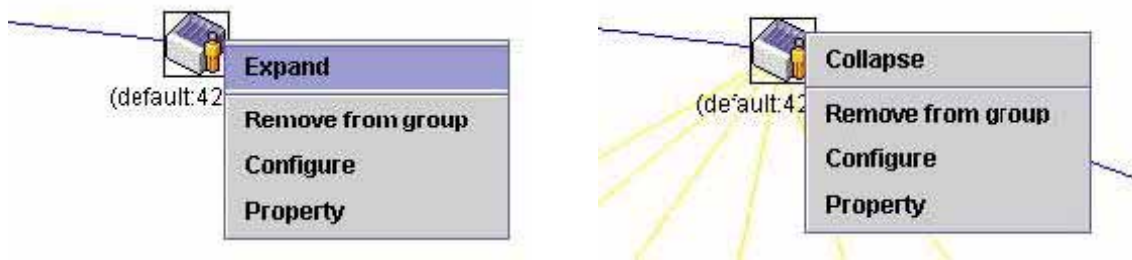 Expand
(default:42
Remove from group
Configure
Property
Collapse
(default:42
Remove from group
Configure
Property